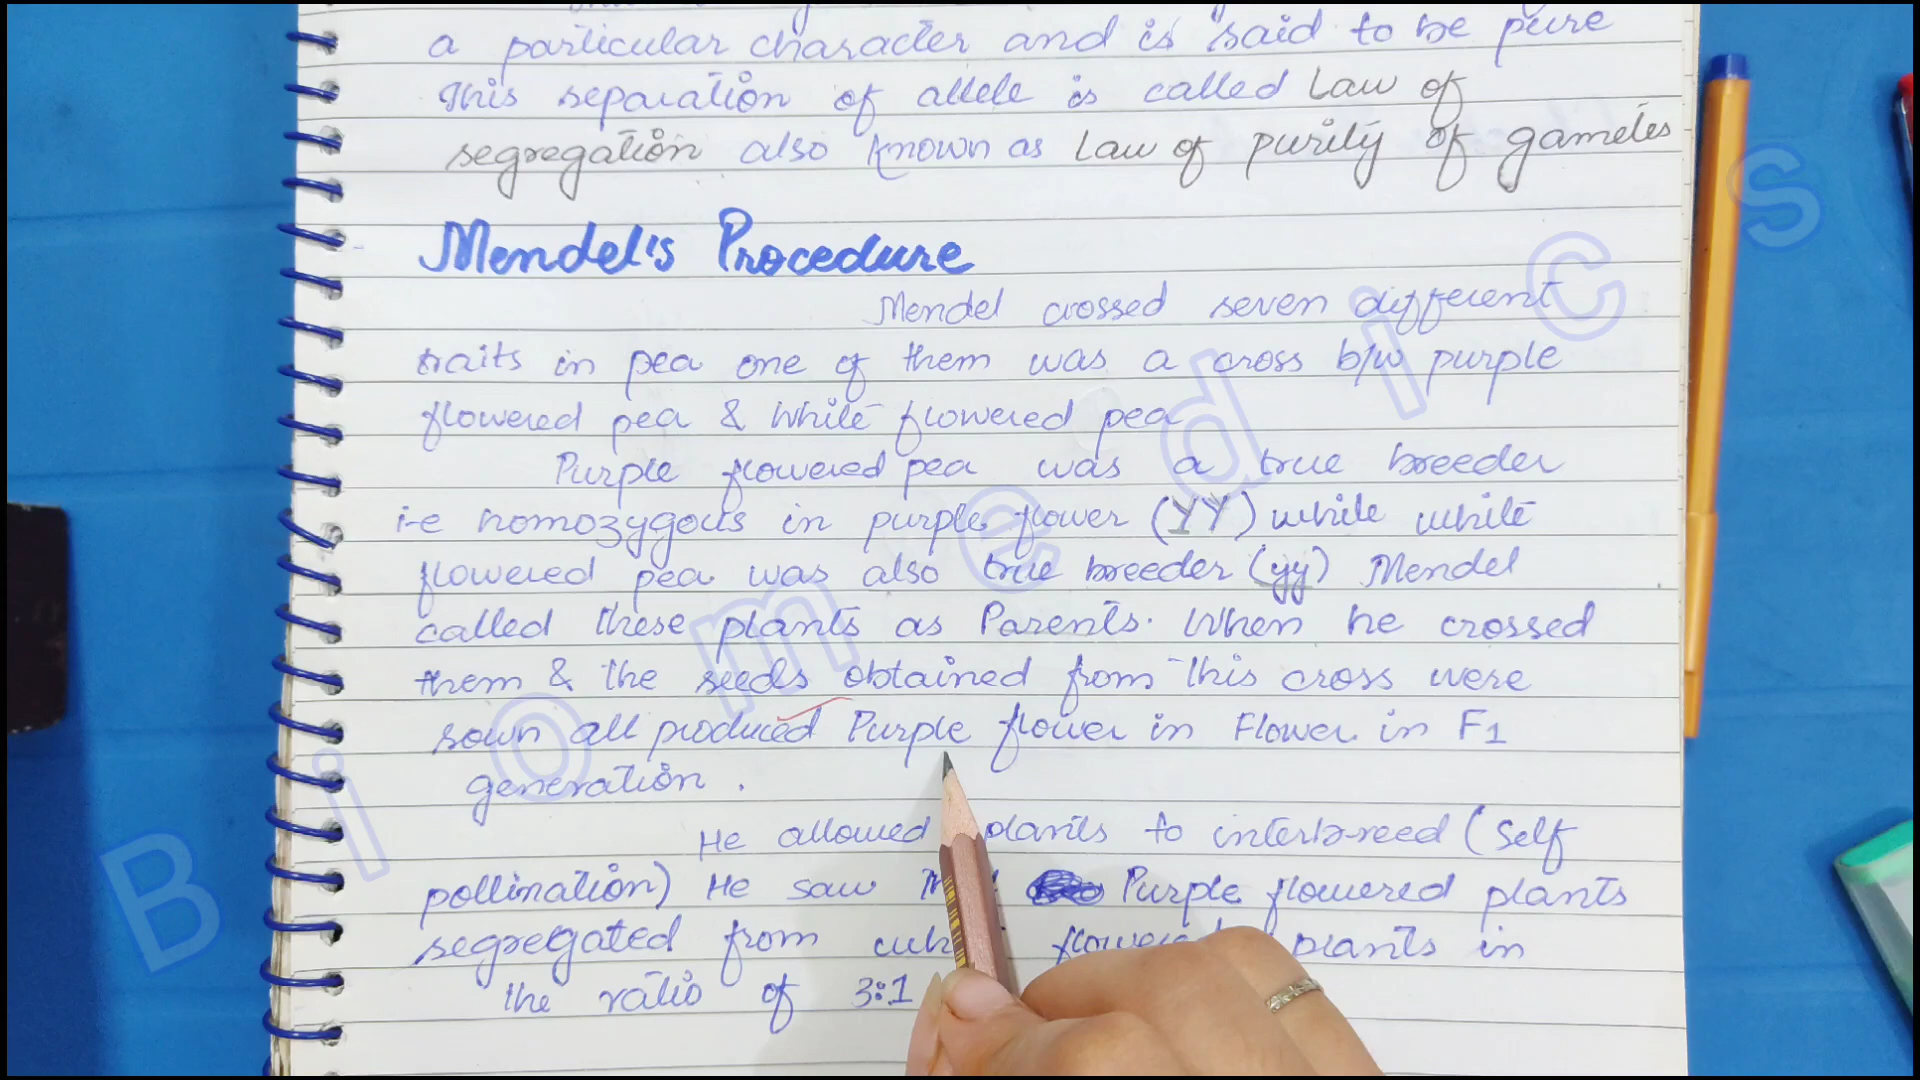 a particular character and is said to be pure
This separation of allele is called Law of
segregation also known as Law of purity of gametes
Mendel's Procedure
Mendel crossed seven different
traits in pea one of them was a cross b/w purple
flowered pea & White flowered pea
Purple flowered pea was a true breeder
i-e homozygous in purple flower (YY) while white
flowered pea was also true breeder (yy) Mendel
called these plants as Parents. When he crossed
them & the seeds obtained from this cross were
sown all produced Purple flower in Flower in F1
generation.
He allowed plants to interbreed (Self
pollination) He saw Purple flowered plants
segregated from flowered plants in
the ratio of 3:1
Biomedics